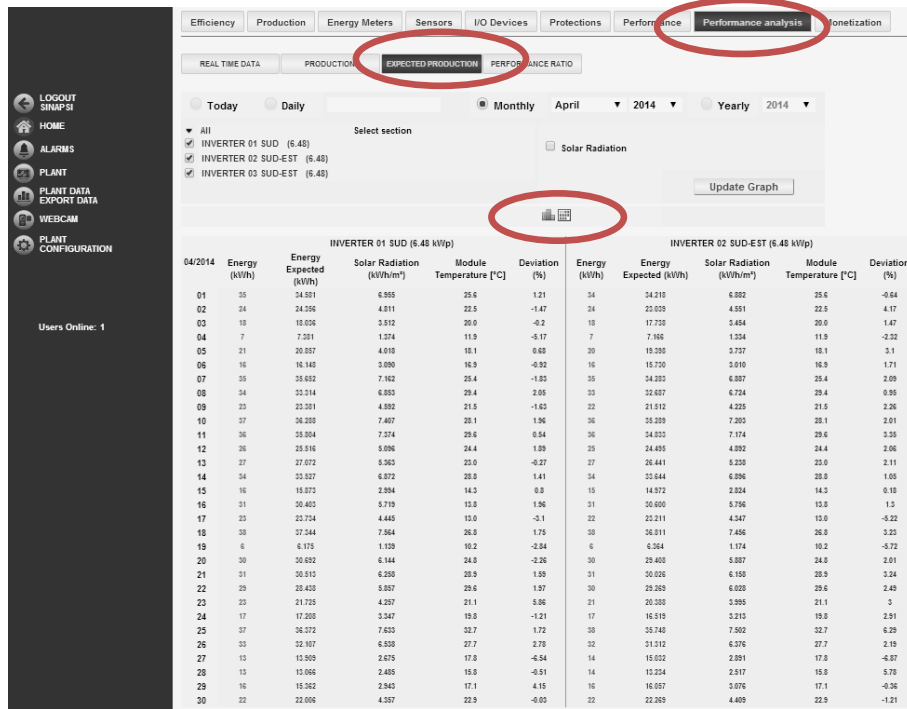 Efficiency Production Energy Meters Sensors I/O Devices Protections Performance Performance analysis Monetization
REAL TIME DATA PRODUCTION EXPECTED PRODUCTION PERFORMANCE RATIO
LOGOUT
SINAPSI
HOME
ALARMS
PLANT
PLANT DATA
EXPORT DATA
WEBCAM
PLANT
CONFIGURATION
Users Online: 1
Today Daily Monthly April 2014 Yearly 2014
All Select section
INVERTER 01 SUD (6.48)
INVERTER 02 SUD-EST (6.48)
INVERTER 03 SUD-EST (6.48)
Solar Radiation
Update Graph
INVERTER 01 SUD (6.48 kWp) INVERTER 02 SUD-EST (6.48 kWp)
04/2014 Energy (kWh) Energy Expected (kWh) Solar Radiation (kWh/m²) Module Temperature [°C] Deviation (%) Energy (kWh) Energy Expected (kWh) Solar Radiation (kWh/m²) Module Temperature [°C] Deviation (%)
01 35 34.581 6.955 25.6 1.21 34 34.218 6.882 25.6 -0.64
02 24 24.356 4.811 22.5 -1.47 24 23.039 4.551 22.5 4.17
03 18 18.036 3.512 20.0 -0.2 18 17.738 3.454 20.0 1.47
04 7 7.381 1.374 11.9 -5.17 7 7.166 1.334 11.9 -2.32
05 21 20.857 4.018 18.1 0.68 20 19.398 3.737 18.1 3.1
06 16 16.148 3.090 16.9 -0.92 16 15.730 3.010 16.9 1.71
07 35 35.652 7.162 25.4 -1.83 35 34.283 6.887 25.4 2.09
08 34 33.314 6.853 29.4 2.05 33 32.687 6.724 29.4 0.95
09 23 23.381 4.592 21.5 -1.63 22 21.512 4.225 21.5 2.26
10 37 36.288 7.407 28.1 1.96 36 35.289 7.203 28.1 2.01
11 36 35.804 7.374 29.6 0.54 36 34.833 7.174 29.6 3.35
12 26 25.516 5.096 24.4 1.89 25 24.495 4.892 24.4 2.06
13 27 27.072 5.363 23.0 -0.27 27 26.441 5.238 23.0 2.11
14 34 33.527 6.872 28.8 1.41 34 33.644 6.896 28.8 1.05
15 16 15.873 2.994 14.3 0.8 15 14.972 2.824 14.3 0.18
16 31 30.403 5.719 13.8 1.96 31 30.600 5.756 13.8 1.3
17 23 23.734 4.445 13.0 -3.1 22 23.211 4.347 13.0 -5.22
18 38 37.344 7.564 26.8 1.75 38 36.811 7.456 26.8 3.23
19 6 6.175 1.139 10.2 -2.84 6 6.364 1.174 10.2 -5.72
20 30 30.692 6.144 24.8 -2.26 30 29.408 5.887 24.8 2.01
21 31 30.513 6.258 28.9 1.59 31 30.026 6.158 28.9 3.24
22 29 28.438 5.857 29.6 1.97 30 29.269 6.028 29.6 2.49
23 23 21.725 4.257 21.1 5.86 21 20.388 3.995 21.1 3
24 17 17.208 3.347 19.8 -1.21 17 16.519 3.213 19.8 2.91
25 37 36.372 7.633 32.7 1.72 38 35.748 7.502 32.7 6.29
26 33 32.107 6.538 27.7 2.78 32 31.312 6.376 27.7 2.19
27 13 13.909 2.675 17.8 -6.54 14 15.032 2.891 17.8 -6.87
28 13 13.066 2.485 15.8 -0.51 14 13.234 2.517 15.8 5.78
29 16 15.362 2.943 17.1 4.15 16 16.057 3.076 17.1 -0.36
30 22 22.006 4.357 22.9 -0.03 22 22.269 4.409 22.9 -1.21